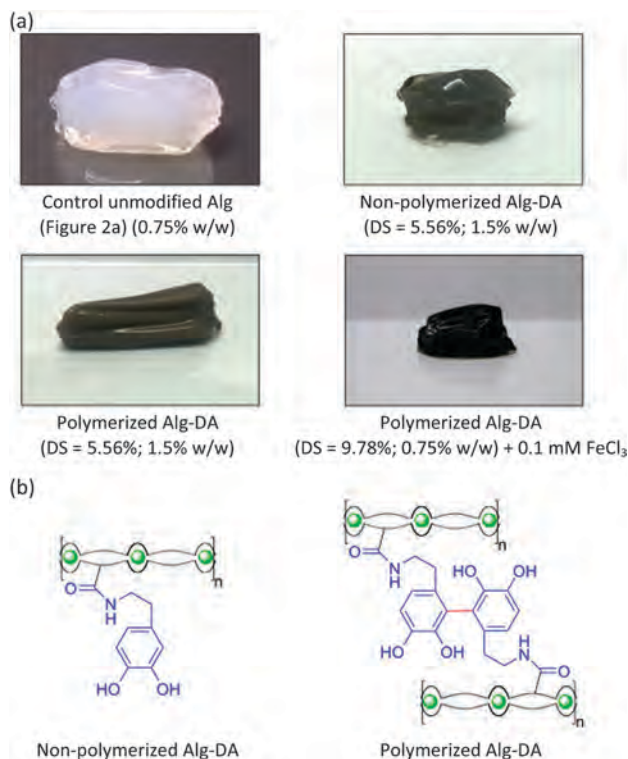 (a)
Control unmodified Alg
(Figure 2a) (0.75% w/w)
Non-polymerized Alg-DA
(DS = 5.56%; 1.5% w/w)
Polymerized Alg-DA
(DS = 5.56%; 1.5% w/w)
Polymerized Alg-DA
(DS = 9.78%; 0.75% w/w) + 0.1 mM FeCl₃
(b)
n
O
N
H
HO
OH
Non-polymerized Alg-DA
n
O
N
H
HO
OH
HO
OH
H
N
O
n
Polymerized Alg-DA